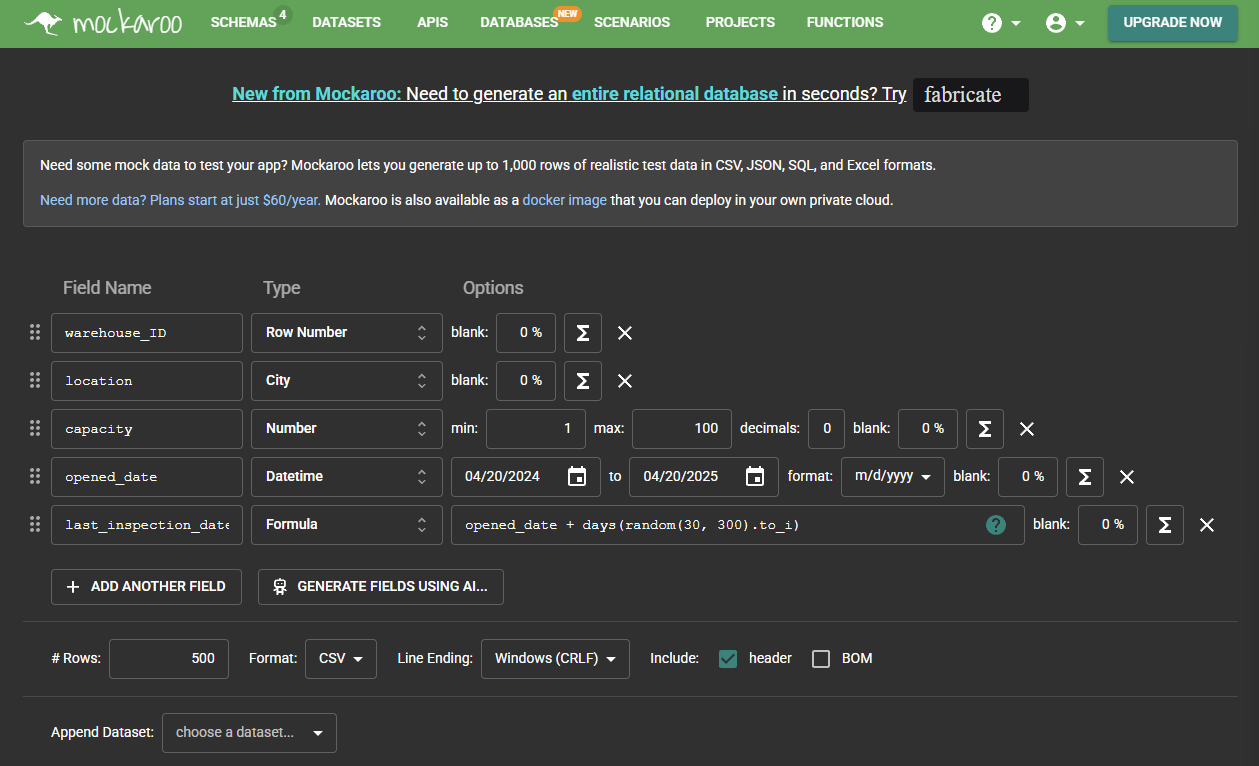 mockaroo SCHEMAS 4 DATASETS APIS DATABASES NEW SCENARIOS PROJECTS FUNCTIONS ? UPGRADE NOW
New from Mockaroo: Need to generate an entire relational database in seconds? Try fabricate
Need some mock data to test your app? Mockaroo lets you generate up to 1,000 rows of realistic test data in CSV, JSON, SQL, and Excel formats.
Need more data? Plans start at just $60/year. Mockaroo is also available as a docker image that you can deploy in your own private cloud.
Field Name Type Options
warehouse_ID Row Number blank: 0 % Σ
location City blank: 0 % Σ
capacity Number min: 1 max: 100 decimals: 0 blank: 0 % Σ
opened_date Datetime 04/20/2024 to 04/20/2025 format: m/d/yyyy blank: 0 % Σ
last_inspection_date Formula opened_date + days(random(30, 300).to_i) ? blank: 0 % Σ
+ ADD ANOTHER FIELD GENERATE FIELDS USING AI...
# Rows: 500 Format: CSV Line Ending: Windows (CRLF) Include: header BOM
Append Dataset: choose a dataset...